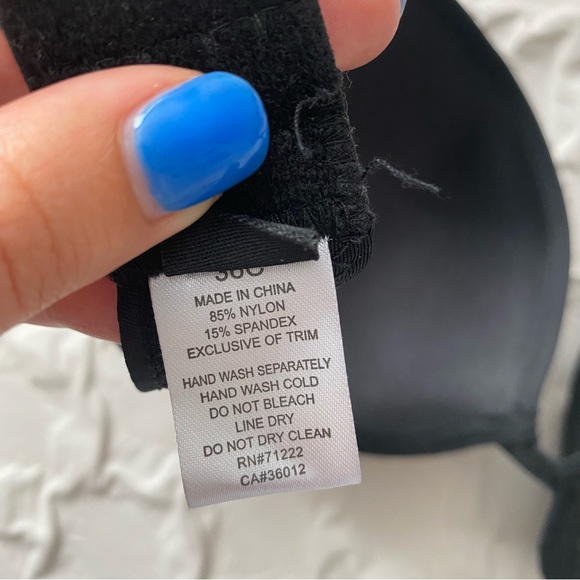 MADE IN CHINA
85% NYLON
15% SPANDEX
EXCLUSIVE OF TRIM
HAND WASH SEPARATELY
HAND WASH COLD
DO NOT BLEACH
LINE DRY
DO NOT DRY CLEAN
RN#71222
CA#36012